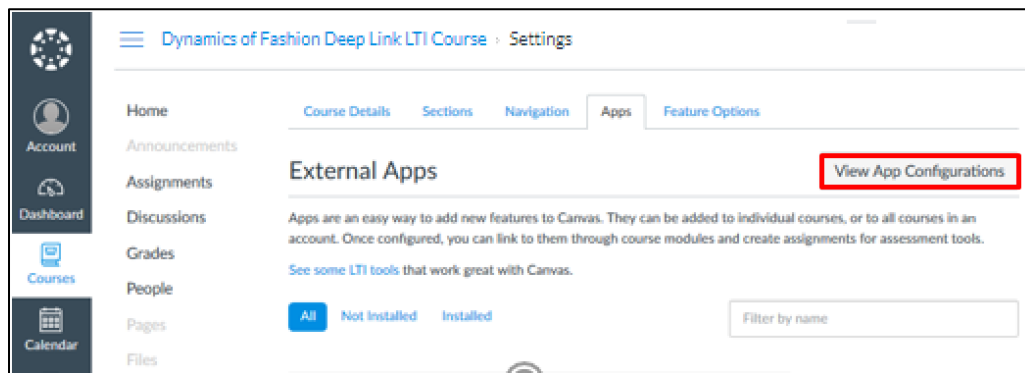 Dynamics of Fashion Deep Link LTI Course › Settings
Account
Dashboard
Courses
Calendar
Home
Announcements
Assignments
Discussions
Grades
People
Pages
Files
Course Details Sections Navigation Apps Feature Options
External Apps
View App Configurations
Apps are an easy way to add new features to Canvas. They can be added to individual courses, or to all courses in an
account. Once configured, you can link to them through course modules and create assignments for assessment tools.
See some LTI tools that work great with Canvas.
All Not Installed Installed
Filter by name